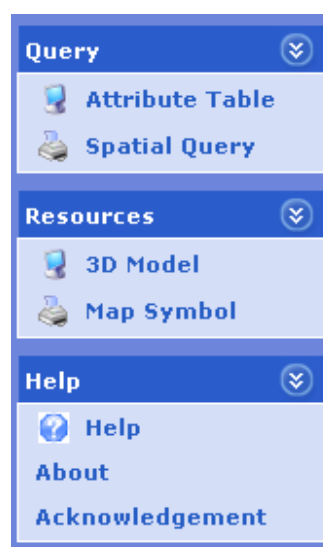 Query
Attribute Table
Spatial Query
Resources
3D Model
Map Symbol
Help
Help
About
Acknowledgement